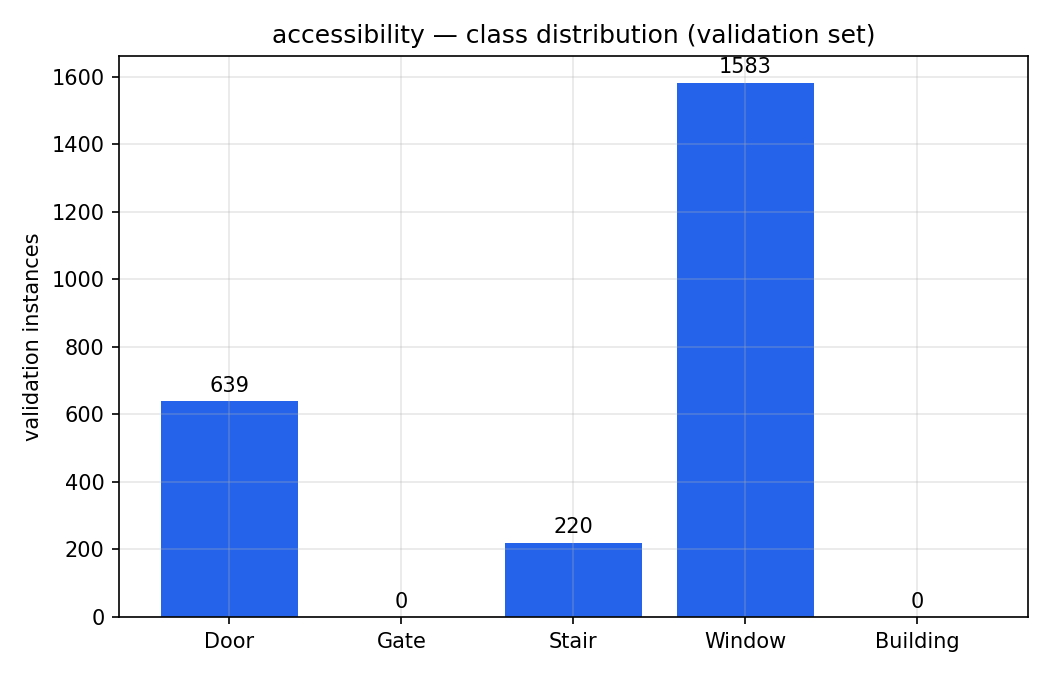 accessibility — class distribution (validation set)
validation instances
1600
1400
1200
1000
800
600
400
200
0
639
0
220
1583
0
Door
Gate
Stair
Window
Building